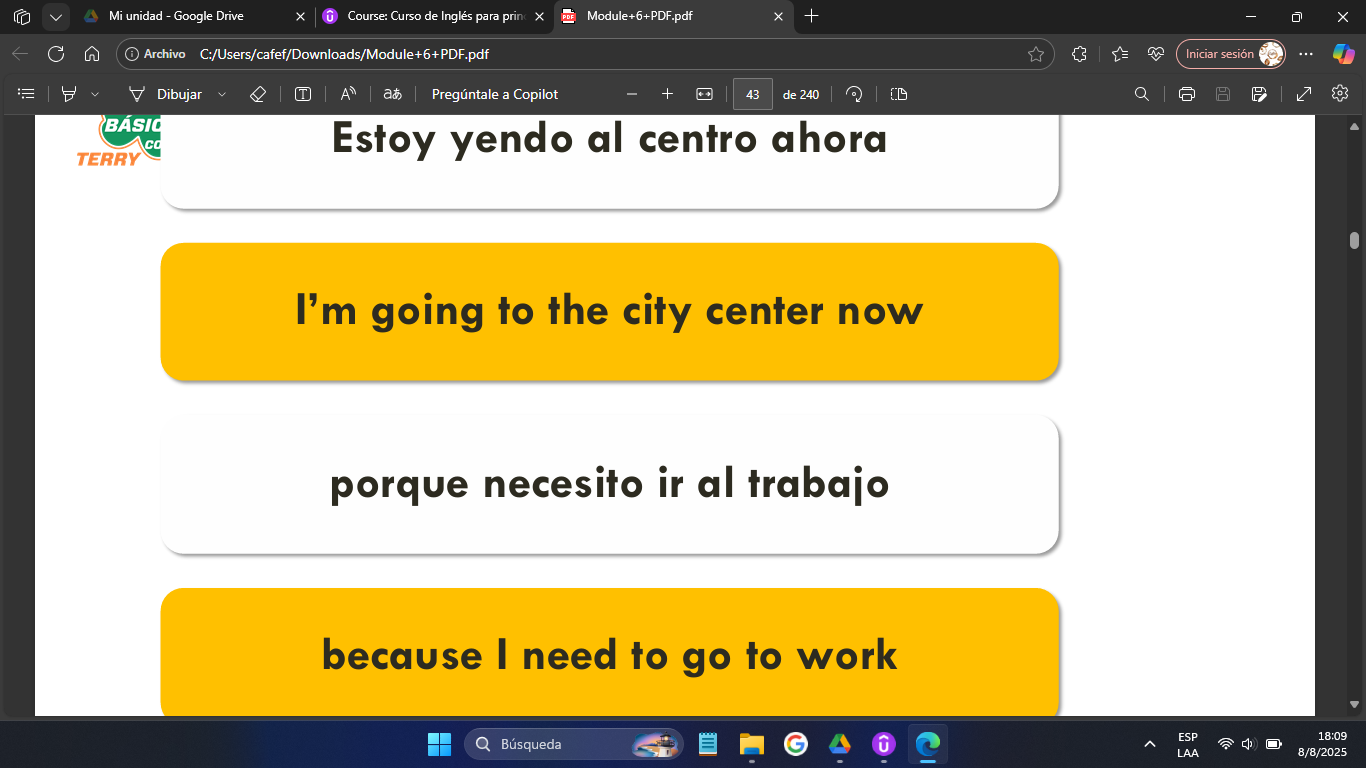 Mi unidad - Google Drive
Course: Curso de Inglés para prin
Module+6+PDF.pdf
Archivo
C:/Users/cafef/Downloads/Module+6+PDF.pdf
Iniciar sesión
Dibujar
aあ
Pregúntale a Copilot
43
de 240
BÁSIC
CO
TERRY
Estoy yendo al centro ahora
I'm going to the city center now
porque necesito ir al trabajo
because I need to go to work
Búsqueda
ESP
LAA
18:09
8/8/2025